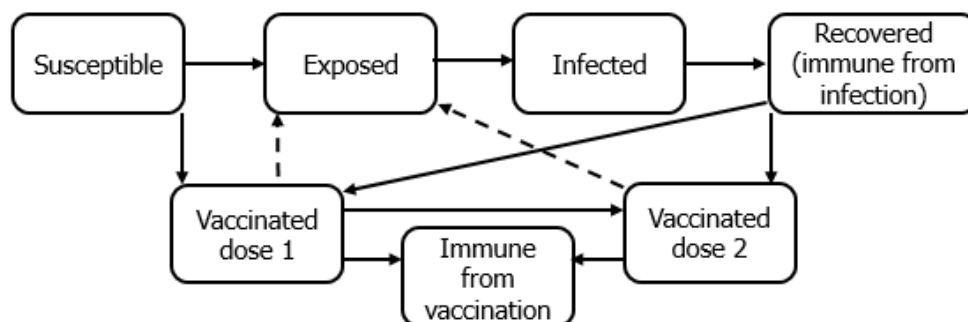 Susceptible
Exposed
Infected
Recovered
(immune from
infection)
Vaccinated
dose 1
Immune
from
vaccination
Vaccinated
dose 2